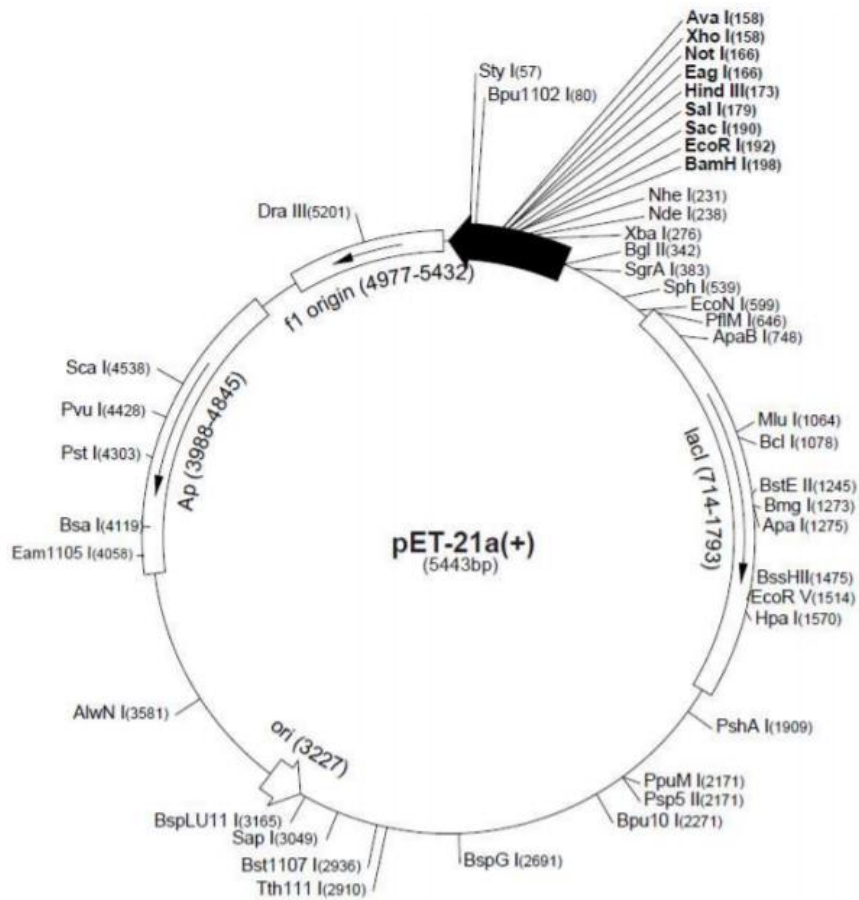 Ava I(158)
Xho I(158)
Not I(166)
Eag I(166)
Hind III(173)
Sal I(179)
Sac I(190)
EcoR I(192)
BamH I(198)
Sty I(57)
Bpu1102 I(80)
Nhe I(231)
Nde I(238)
Xba I(276)
Bgl II(342)
SgrA I(383)
Sph I(539)
EcoN I(599)
PflM I(646)
ApaB I(748)
Dra III(5201)
f1 origin (4977-5432)
Sca I(4538)
Pvu I(4428)
Pst I(4303)
Bsa I(4119)
Eam1105 I(4058)
Ap (3988-4845)
lacI (714-1793)
Mlu I(1064)
Bcl I(1078)
BstE II(1245)
Bmg I(1273)
Apa I(1275)
BssHII(1475)
EcoR V(1514)
Hpa I(1570)
pET-21a(+)
(5443bp)
AlwN I(3581)
ori (3227)
PshA I(1909)
PpuM I(2171)
Psp5 II(2171)
Bpu10 I(2271)
BspLU11 I(3165)
Sap I(3049)
Bst1107 I(2936)
Tth111 I(2910)
BspG I(2691)